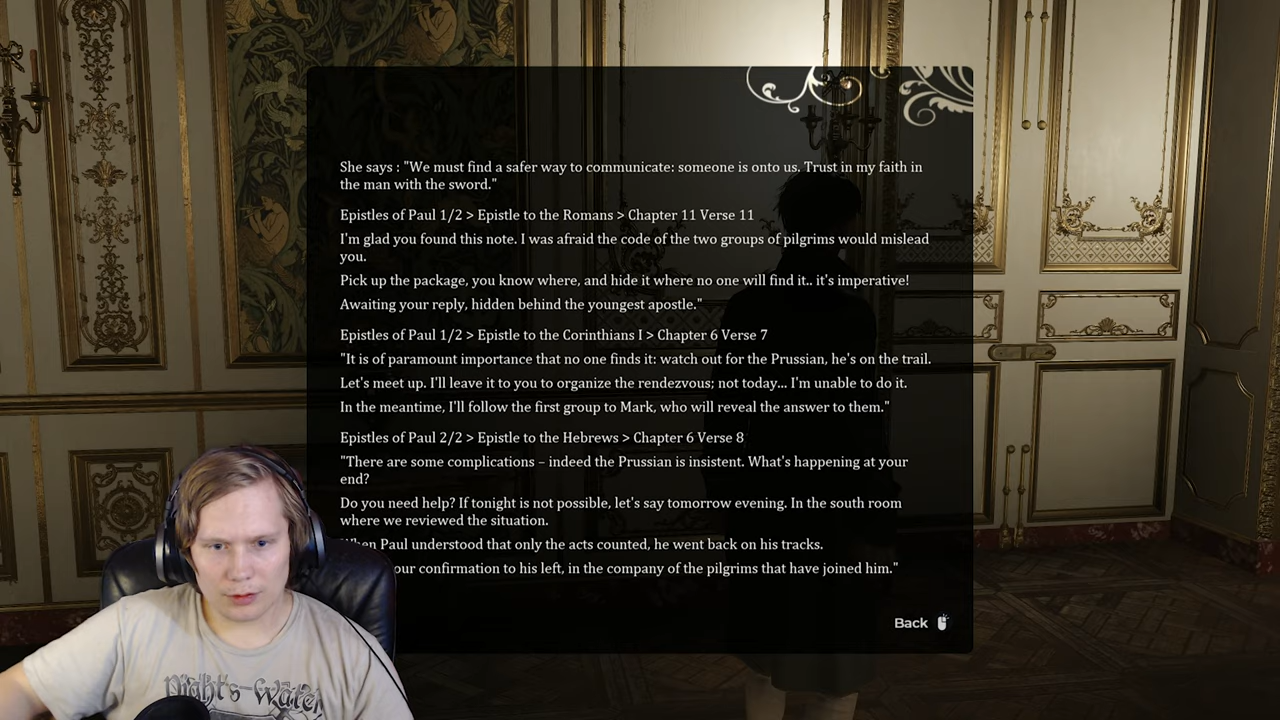 She says : "We must find a safer way to communicate: someone is onto us. Trust in my faith in
the man with the sword."
Epistles of Paul 1/2 > Epistle to the Romans > Chapter 11 Verse 11
I'm glad you found this note. I was afraid the code of the two groups of pilgrims would mislead
you.
Pick up the package, you know where, and hide it where no one will find it.. it's imperative!
Awaiting your reply, hidden behind the youngest apostle."
Epistles of Paul 1/2 > Epistle to the Corinthians I > Chapter 6 Verse 7
"It is of paramount importance that no one finds it: watch out for the Prussian, he's on the trail.
Let's meet up. I'll leave it to you to organize the rendezvous; not today... I'm unable to do it.
In the meantime, I'll follow the first group to Mark, who will reveal the answer to them."
Epistles of Paul 2/2 > Epistle to the Hebrews > Chapter 6 Verse 8
"There are some complications – indeed the Prussian is insistent. What's happening at your
end?
Do you need help? If tonight is not possible, let's say tomorrow evening. In the south room
where we reviewed the situation.
Paul understood that only the acts counted, he went back on his tracks.
confirmation to his left, in the company of the pilgrims that have joined him."
Back
Night's Watch